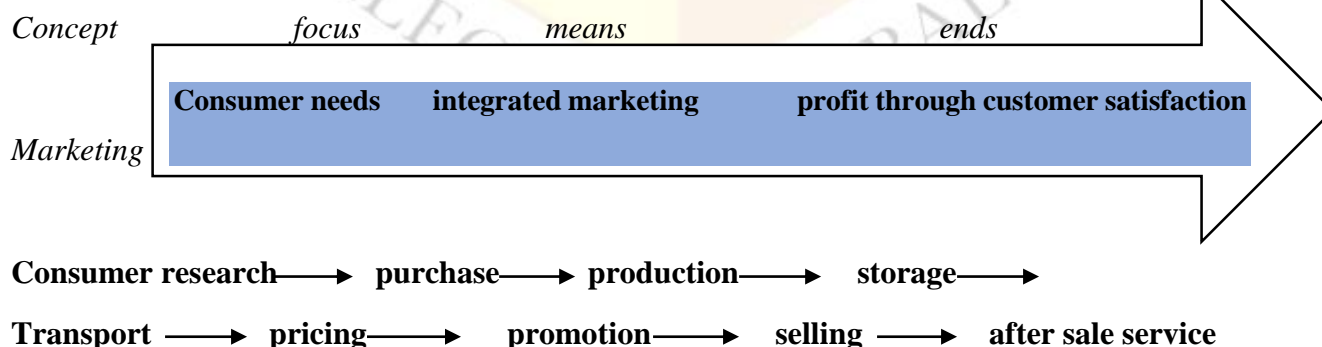 Concept focus means ends
Consumer needs integrated marketing profit through customer satisfaction
Marketing
Consumer research purchase production storage
Transport pricing promotion selling after sale service